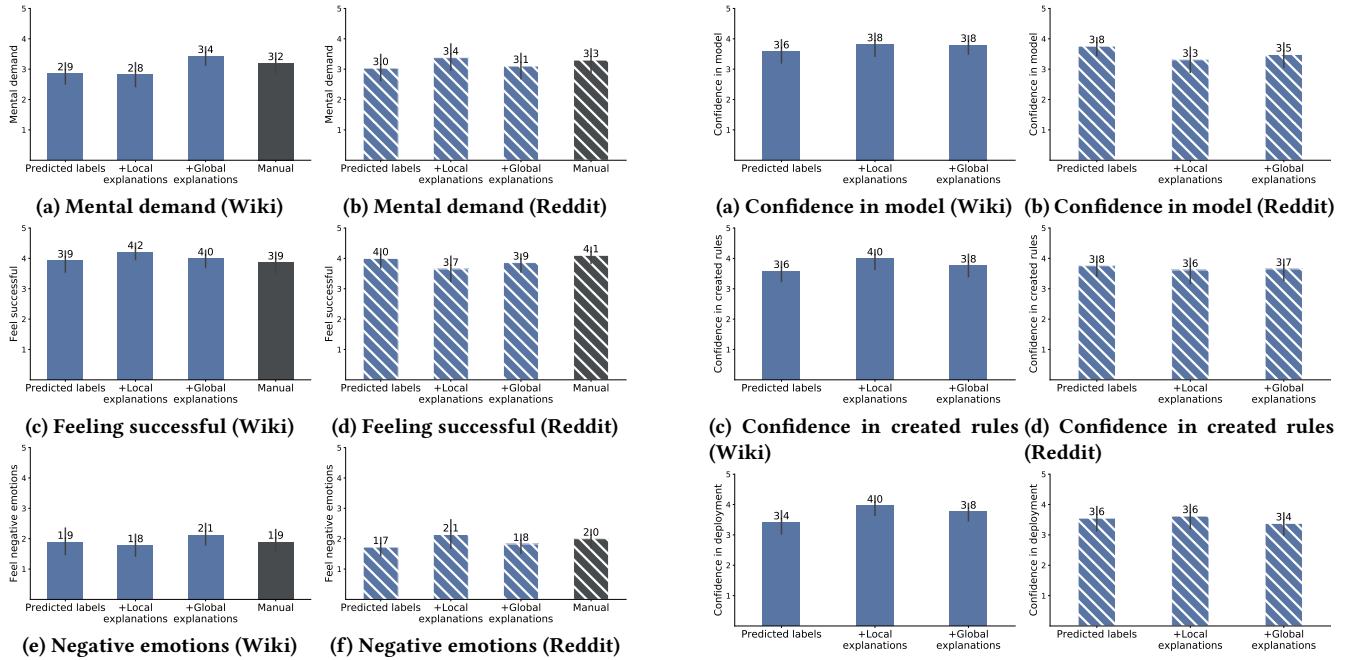 Mental demand
5
4
3
2
1
2.9
2.8
3.4
3.2
Predicted labels +Local explanations +Global explanations Manual
(a) Mental demand (Wiki)
Mental demand
5
4
3
2
1
3.0
3.4
3.1
3.3
Predicted labels +Local explanations +Global explanations Manual
(b) Mental demand (Reddit)
Feel successful
5
4
3
2
1
3.9
4.2
4.0
3.9
Predicted labels +Local explanations +Global explanations Manual
(c) Feeling successful (Wiki)
Feel successful
5
4
3
2
1
4.0
3.7
3.9
4.1
Predicted labels +Local explanations +Global explanations Manual
(d) Feeling successful (Reddit)
Feel negative emotions
5
4
3
2
1
1.9
1.8
2.1
1.9
Predicted labels +Local explanations +Global explanations Manual
(e) Negative emotions (Wiki)
Feel negative emotions
5
4
3
2
1
1.7
2.1
1.8
2.0
Predicted labels +Local explanations +Global explanations Manual
(f) Negative emotions (Reddit)
Confidence in model
5
4
3
2
1
3.6
3.8
3.8
Predicted labels +Local explanations +Global explanations
(a) Confidence in model (Wiki)
Confidence in model
5
4
3
2
1
3.8
3.3
3.5
Predicted labels +Local explanations +Global explanations
(b) Confidence in model (Reddit)
Confidence in created rules
5
4
3
2
1
3.6
4.0
3.8
Predicted labels +Local explanations +Global explanations
(c) Confidence in created rules
(Wiki)
Confidence in created rules
5
4
3
2
1
3.8
3.6
3.7
Predicted labels +Local explanations +Global explanations
(d) Confidence in created rules
(Reddit)
Confidence in deployment
5
4
3
2
1
3.4
4.0
3.8
Predicted labels +Local explanations +Global explanations
Confidence in deployment
5
4
3
2
1
3.6
3.6
3.4
Predicted labels +Local explanations +Global explanations